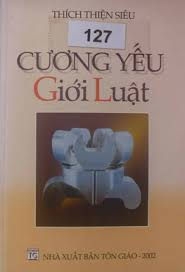 THÍCH THIỆN SIÊU
127
CƯƠNG YẾU
Giới Luật
NHÀ XUẤT BẢN TÔN GIÁO - 2002